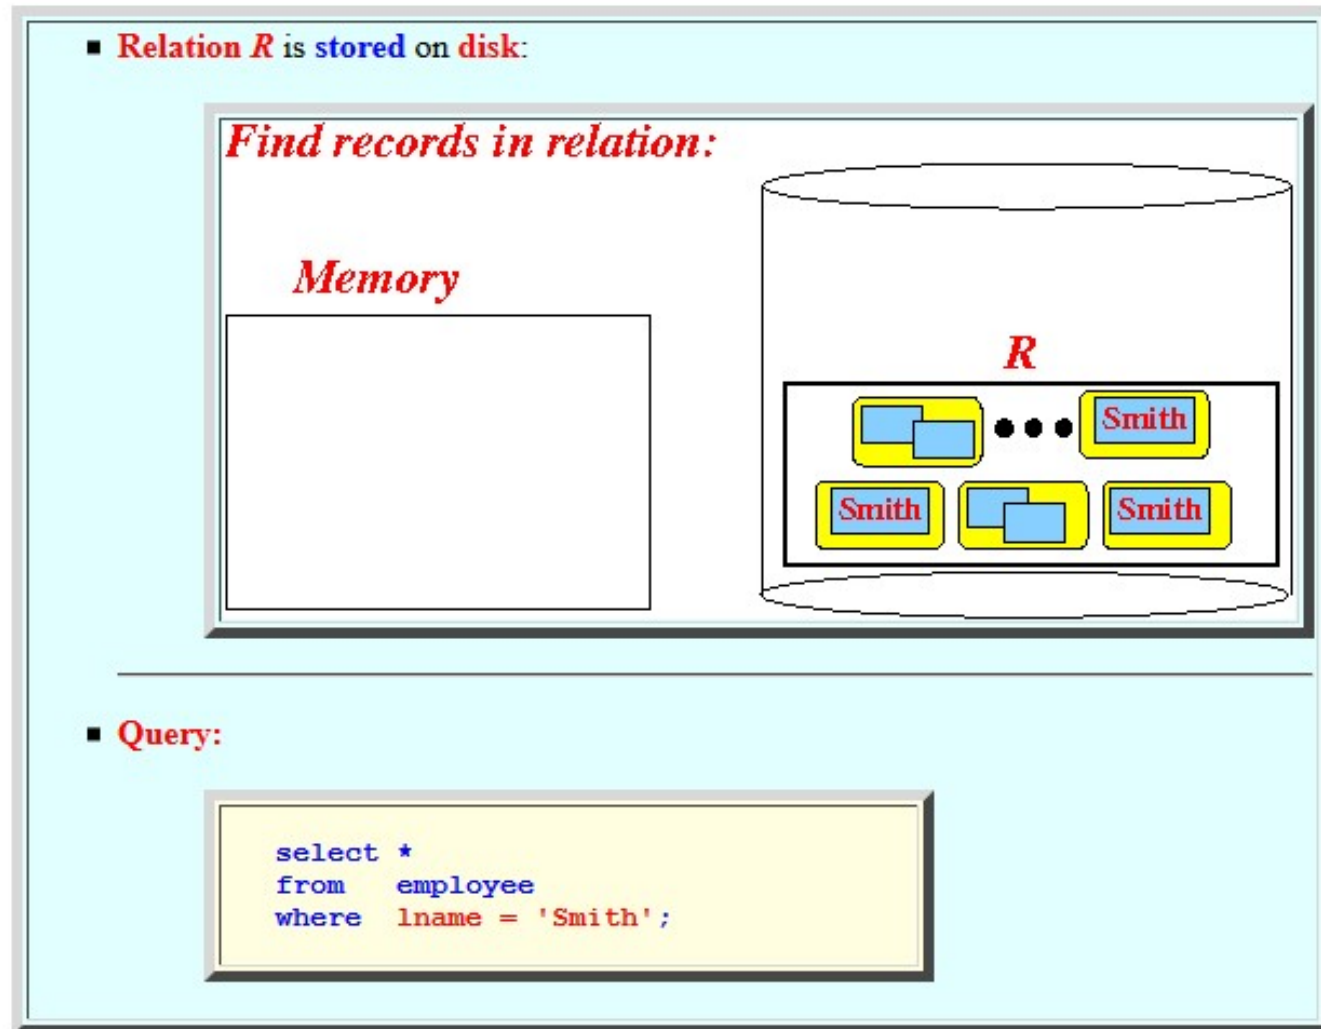 Relation R is stored on disk:
Find records in relation:
Memory
R
Smith
Smith
Smith
Query:
select *
from employee
where lname = 'Smith';